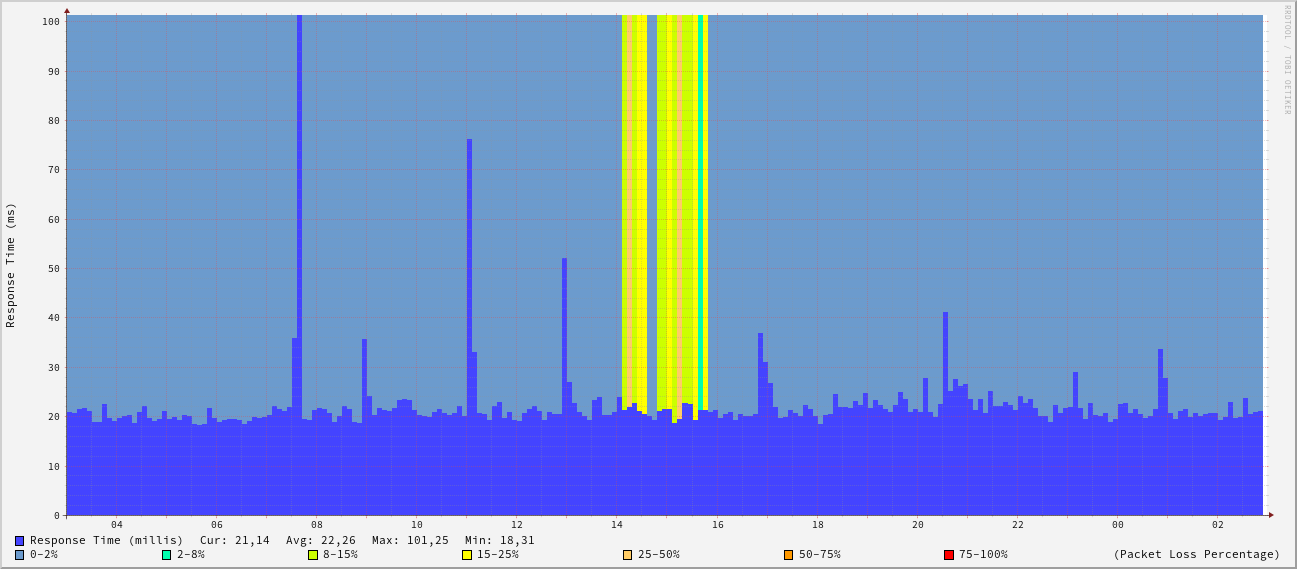 RRDTOOL / TOBI OETIKER
Response Time (ms)
100
90
80
70
60
50
40
30
20
10
0
04 06 08 10 12 14 16 18 20 22 00 02
Response Time (millis) Cur: 21,14 Avg: 22,26 Max: 101,25 Min: 18,31
0-2% 2-8% 8-15% 15-25% 25-50% 50-75% 75-100% (Packet Loss Percentage)